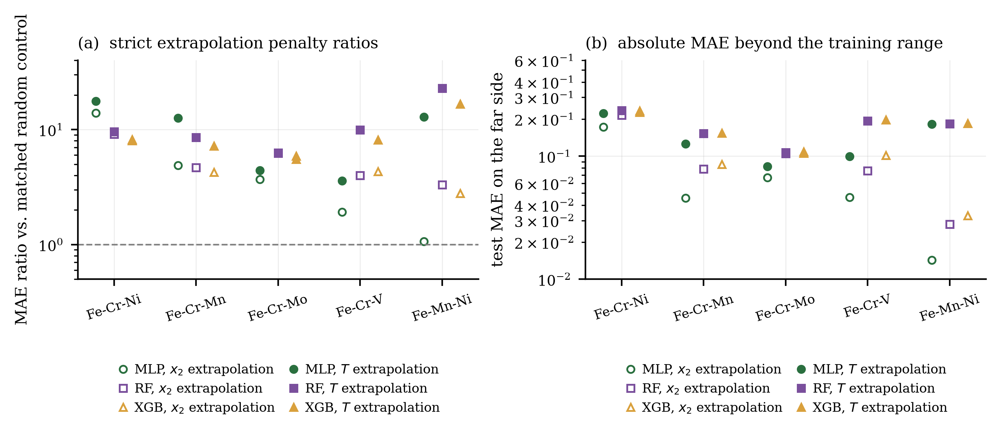 (a) strict extrapolation penalty ratios
MAE ratio vs. matched random control
10¹
10⁰
Fe-Cr-Ni
Fe-Cr-Mn
Fe-Cr-Mo
Fe-Cr-V
Fe-Mn-Ni
MLP, x₂ extrapolation
RF, x₂ extrapolation
XGB, x₂ extrapolation
MLP, T extrapolation
RF, T extrapolation
XGB, T extrapolation
(b) absolute MAE beyond the training range
test MAE on the far side
6 × 10⁻¹
4 × 10⁻¹
3 × 10⁻¹
2 × 10⁻¹
10⁻¹
6 × 10⁻²
4 × 10⁻²
3 × 10⁻²
2 × 10⁻²
10⁻²
Fe-Cr-Ni
Fe-Cr-Mn
Fe-Cr-Mo
Fe-Cr-V
Fe-Mn-Ni
MLP, x₂ extrapolation
RF, x₂ extrapolation
XGB, x₂ extrapolation
MLP, T extrapolation
RF, T extrapolation
XGB, T extrapolation